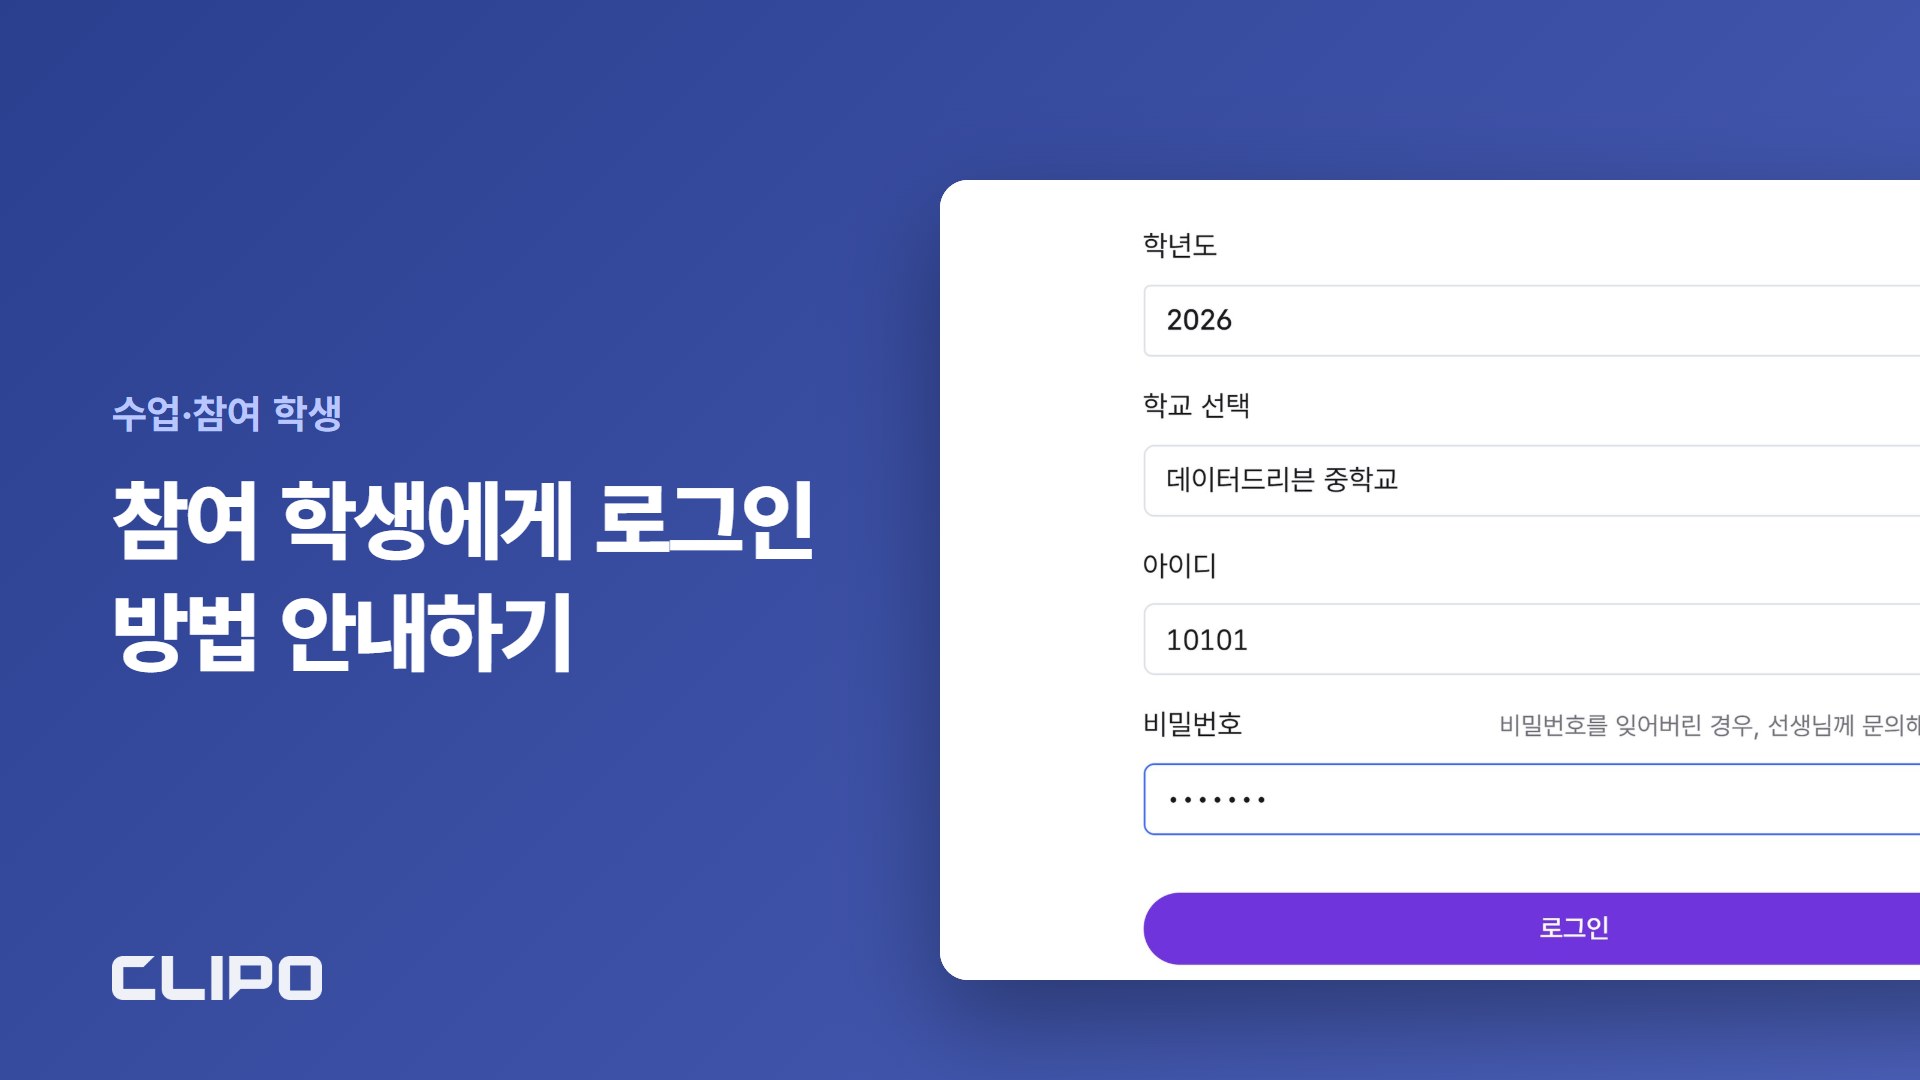 수업·참여 학생
참여 학생에게 로그인
방법 안내하기
CLIPO
학년도
2026
학교 선택
데이터드리븐 중학교
아이디
10101
비밀번호
비밀번호를 잊어버린 경우, 선생님께 문의해
•••••••
로그인